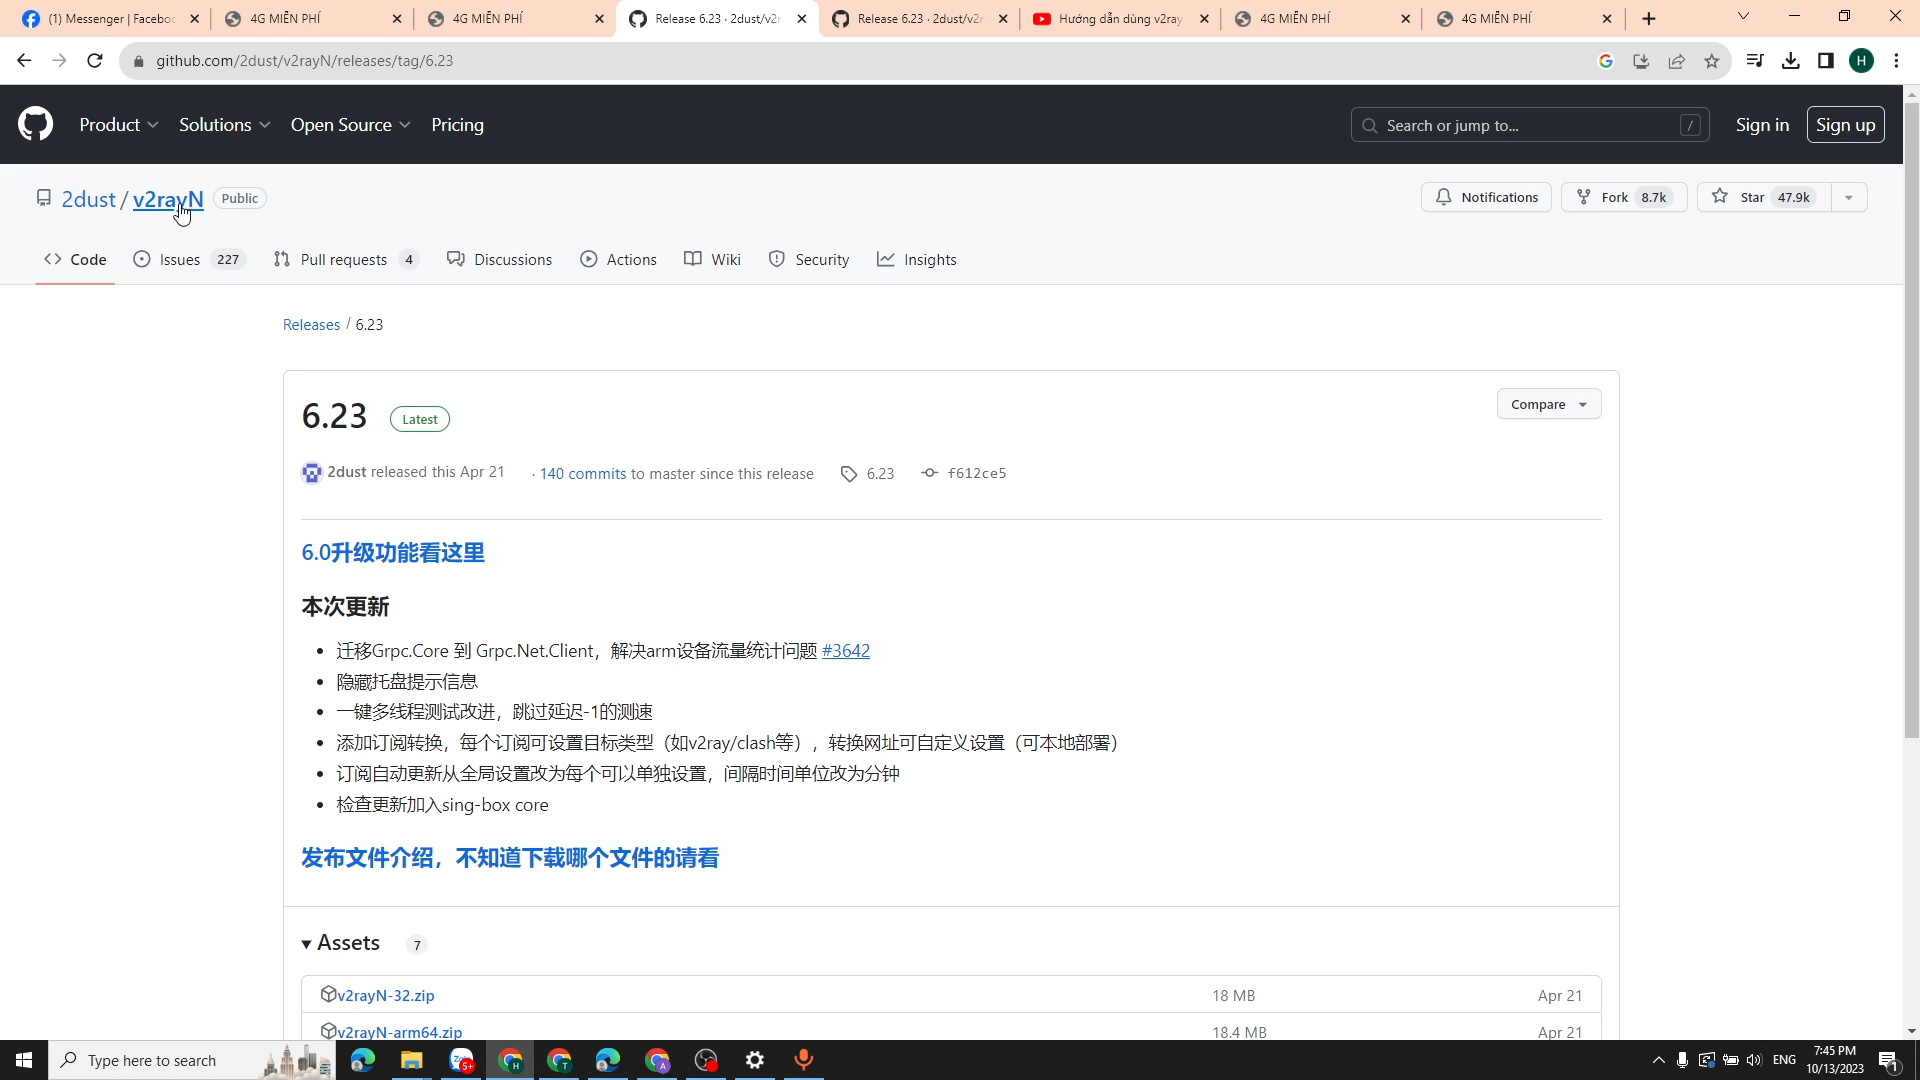 (1) Messenger | Faceboo
4G MIỄN PHÍ
4G MIỄN PHÍ
Release 6.23 · 2dust/v2r
Release 6.23 · 2dust/v2r
Hướng dẫn dùng v2ray
4G MIỄN PHÍ
4G MIỄN PHÍ
github.com/2dust/v2rayN/releases/tag/6.23
H
Product
Solutions
Open Source
Pricing
Search or jump to...
/
Sign in
Sign up
2dust / v2rayN
Public
Notifications
Fork 8.7k
Star 47.9k
Code
Issues 227
Pull requests 4
Discussions
Actions
Wiki
Security
Insights
Releases / 6.23
6.23
Latest
Compare
2dust released this Apr 21
· 140 commits to master since this release
6.23
f612ce5
6.0升级功能看这里
本次更新
• 迁移Grpc.Core 到 Grpc.Net.Client，解决arm设备流量统计问题 #3642
• 隐藏托盘提示信息
• 一键多线程测试改进，跳过延迟-1的测速
• 添加订阅转换，每个订阅可设置目标类型（如v2ray/clash等），转换网址可自定义设置（可本地部署）
• 订阅自动更新从全局设置改为每个可以单独设置，间隔时间单位改为分钟
• 检查更新加入sing-box core
发布文件介绍，不知道下载哪个文件的请看
Assets 7
v2rayN-32.zip 18 MB Apr 21
v2rayN-arm64.zip 18.4 MB Apr 21
Type here to search
5+
H
T
A
ENG
7:45 PM
10/13/2023
1